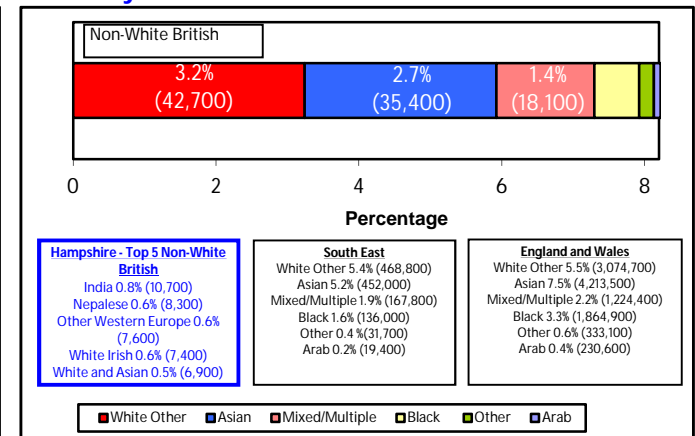 Non-White British
3.2%
(42,700)
2.7%
(35,400)
1.4%
(18,100)
0 2 4 6 8
Percentage
Hampshire - Top 5 Non-White
British
India 0.8% (10,700)
Nepalese 0.6% (8,300)
Other Western Europe 0.6%
(7,600)
White Irish 0.6% (7,400)
White and Asian 0.5% (6,900)
South East
White Other 5.4% (468,800)
Asian 5.2% (452,000)
Mixed/Multiple 1.9% (167,800)
Black 1.6% (136,000)
Other 0.4 %(31,700)
Arab 0.2% (19,400)
England and Wales
White Other 5.5% (3,074,700)
Asian 7.5% (4,213,500)
Mixed/Multiple 2.2% (1,224,400)
Black 3.3% (1,864,900)
Other 0.6% (333,100)
Arab 0.4% (230,600)
White Other Asian Mixed/Multiple Black Other Arab